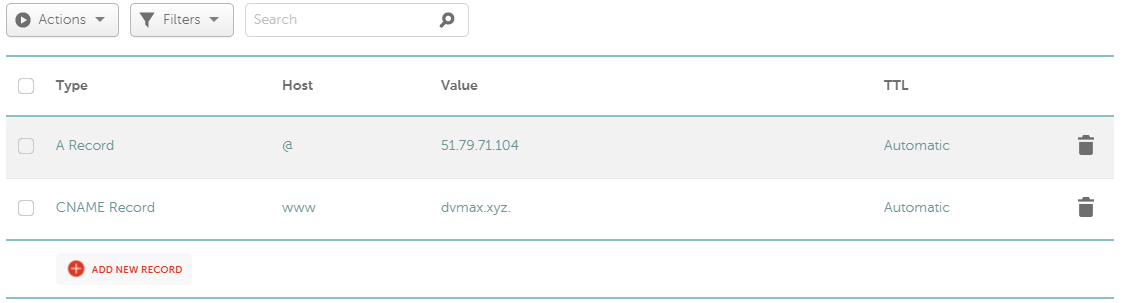 Actions Filters Search
Type Host Value TTL
A Record @ 51.79.71.104 Automatic
CNAME Record www dvmax.xyz. Automatic
ADD NEW RECORD